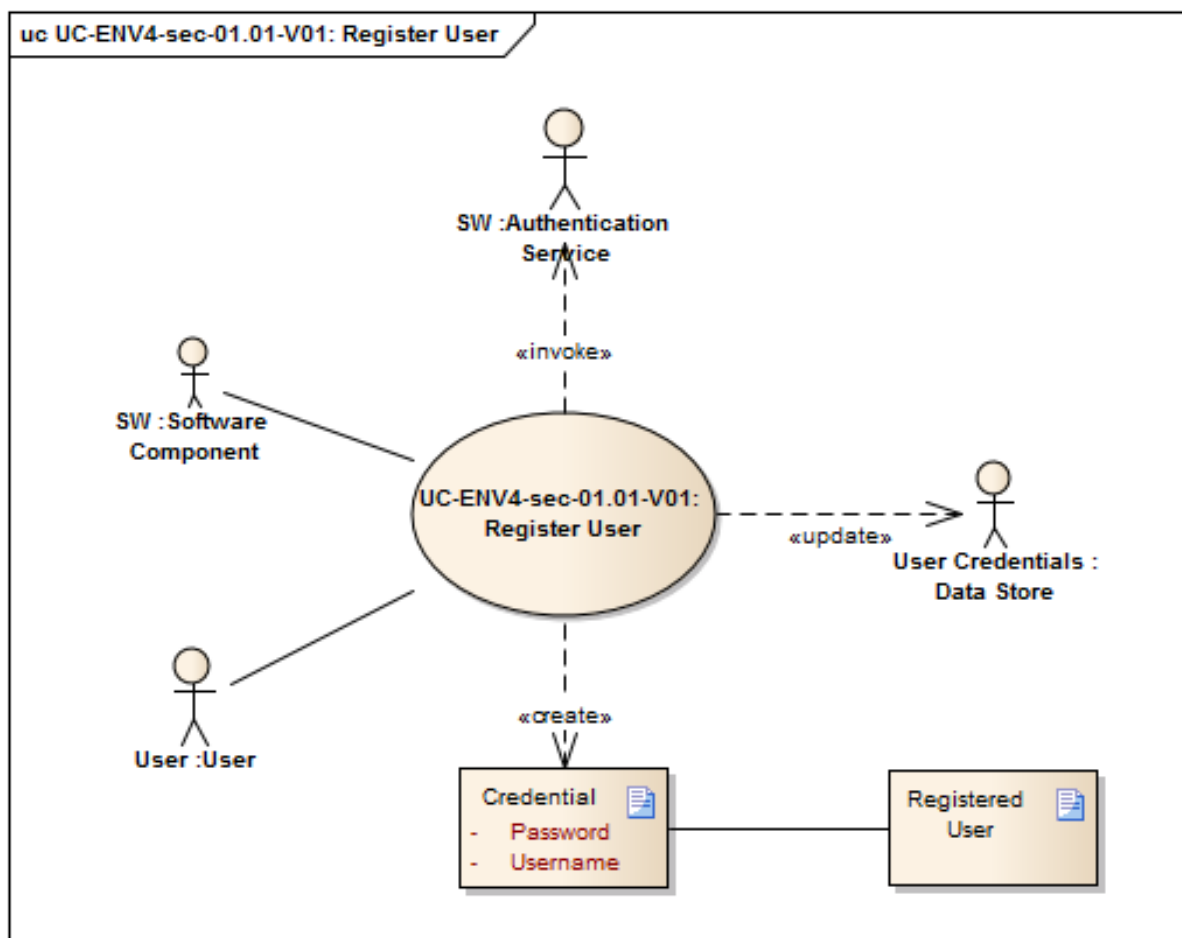 uc UC-ENV4-sec-01.01-V01: Register User
SW :Authentication
Service
«invoke»
SW :Software
Component
UC-ENV4-sec-01.01-V01:
Register User
«update»
User Credentials :
Data Store
User :User
«create»
Credential
- Password
- Username
Registered
User